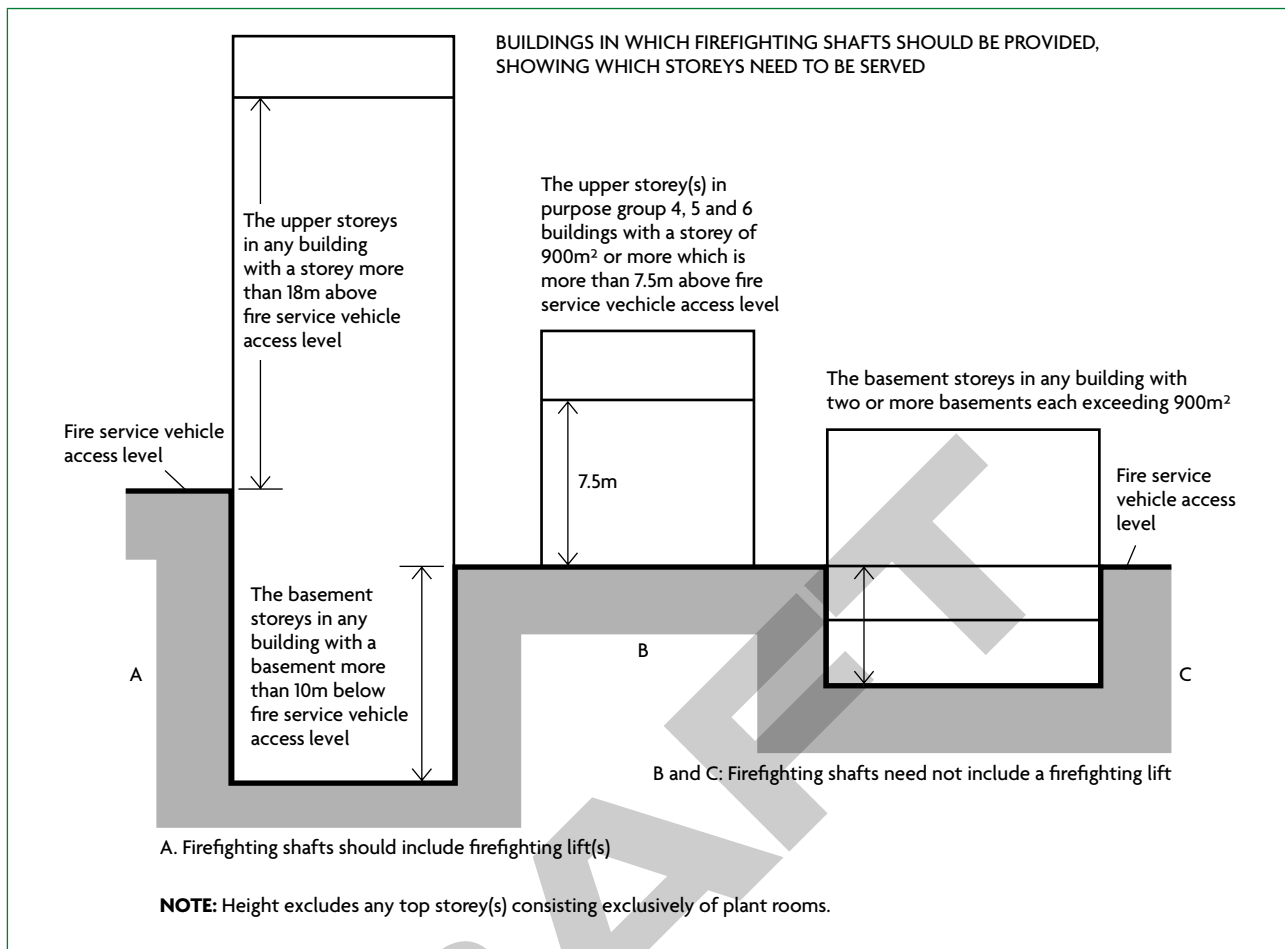 BUILDINGS IN WHICH FIREFIGHTING SHAFTS SHOULD BE PROVIDED,
SHOWING WHICH STOREYS NEED TO BE SERVED
The upper storeys
in any building
with a storey more
than 18m above
fire service vehicle
access level
The upper storey(s) in
purpose group 4, 5 and 6
buildings with a storey of
900m² or more which is
more than 7.5m above fire
service vechicle access level
The basement storeys in any building with
two or more basements each exceeding 900m²
Fire service vehicle
access level
7.5m
Fire service
vehicle access
level
The basement
storeys in any
building with a
basement more
than 10m below
fire service vehicle
access level
A
B
C
B and C: Firefighting shafts need not include a firefighting lift
A. Firefighting shafts should include firefighting lift(s)
NOTE: Height excludes any top storey(s) consisting exclusively of plant rooms.